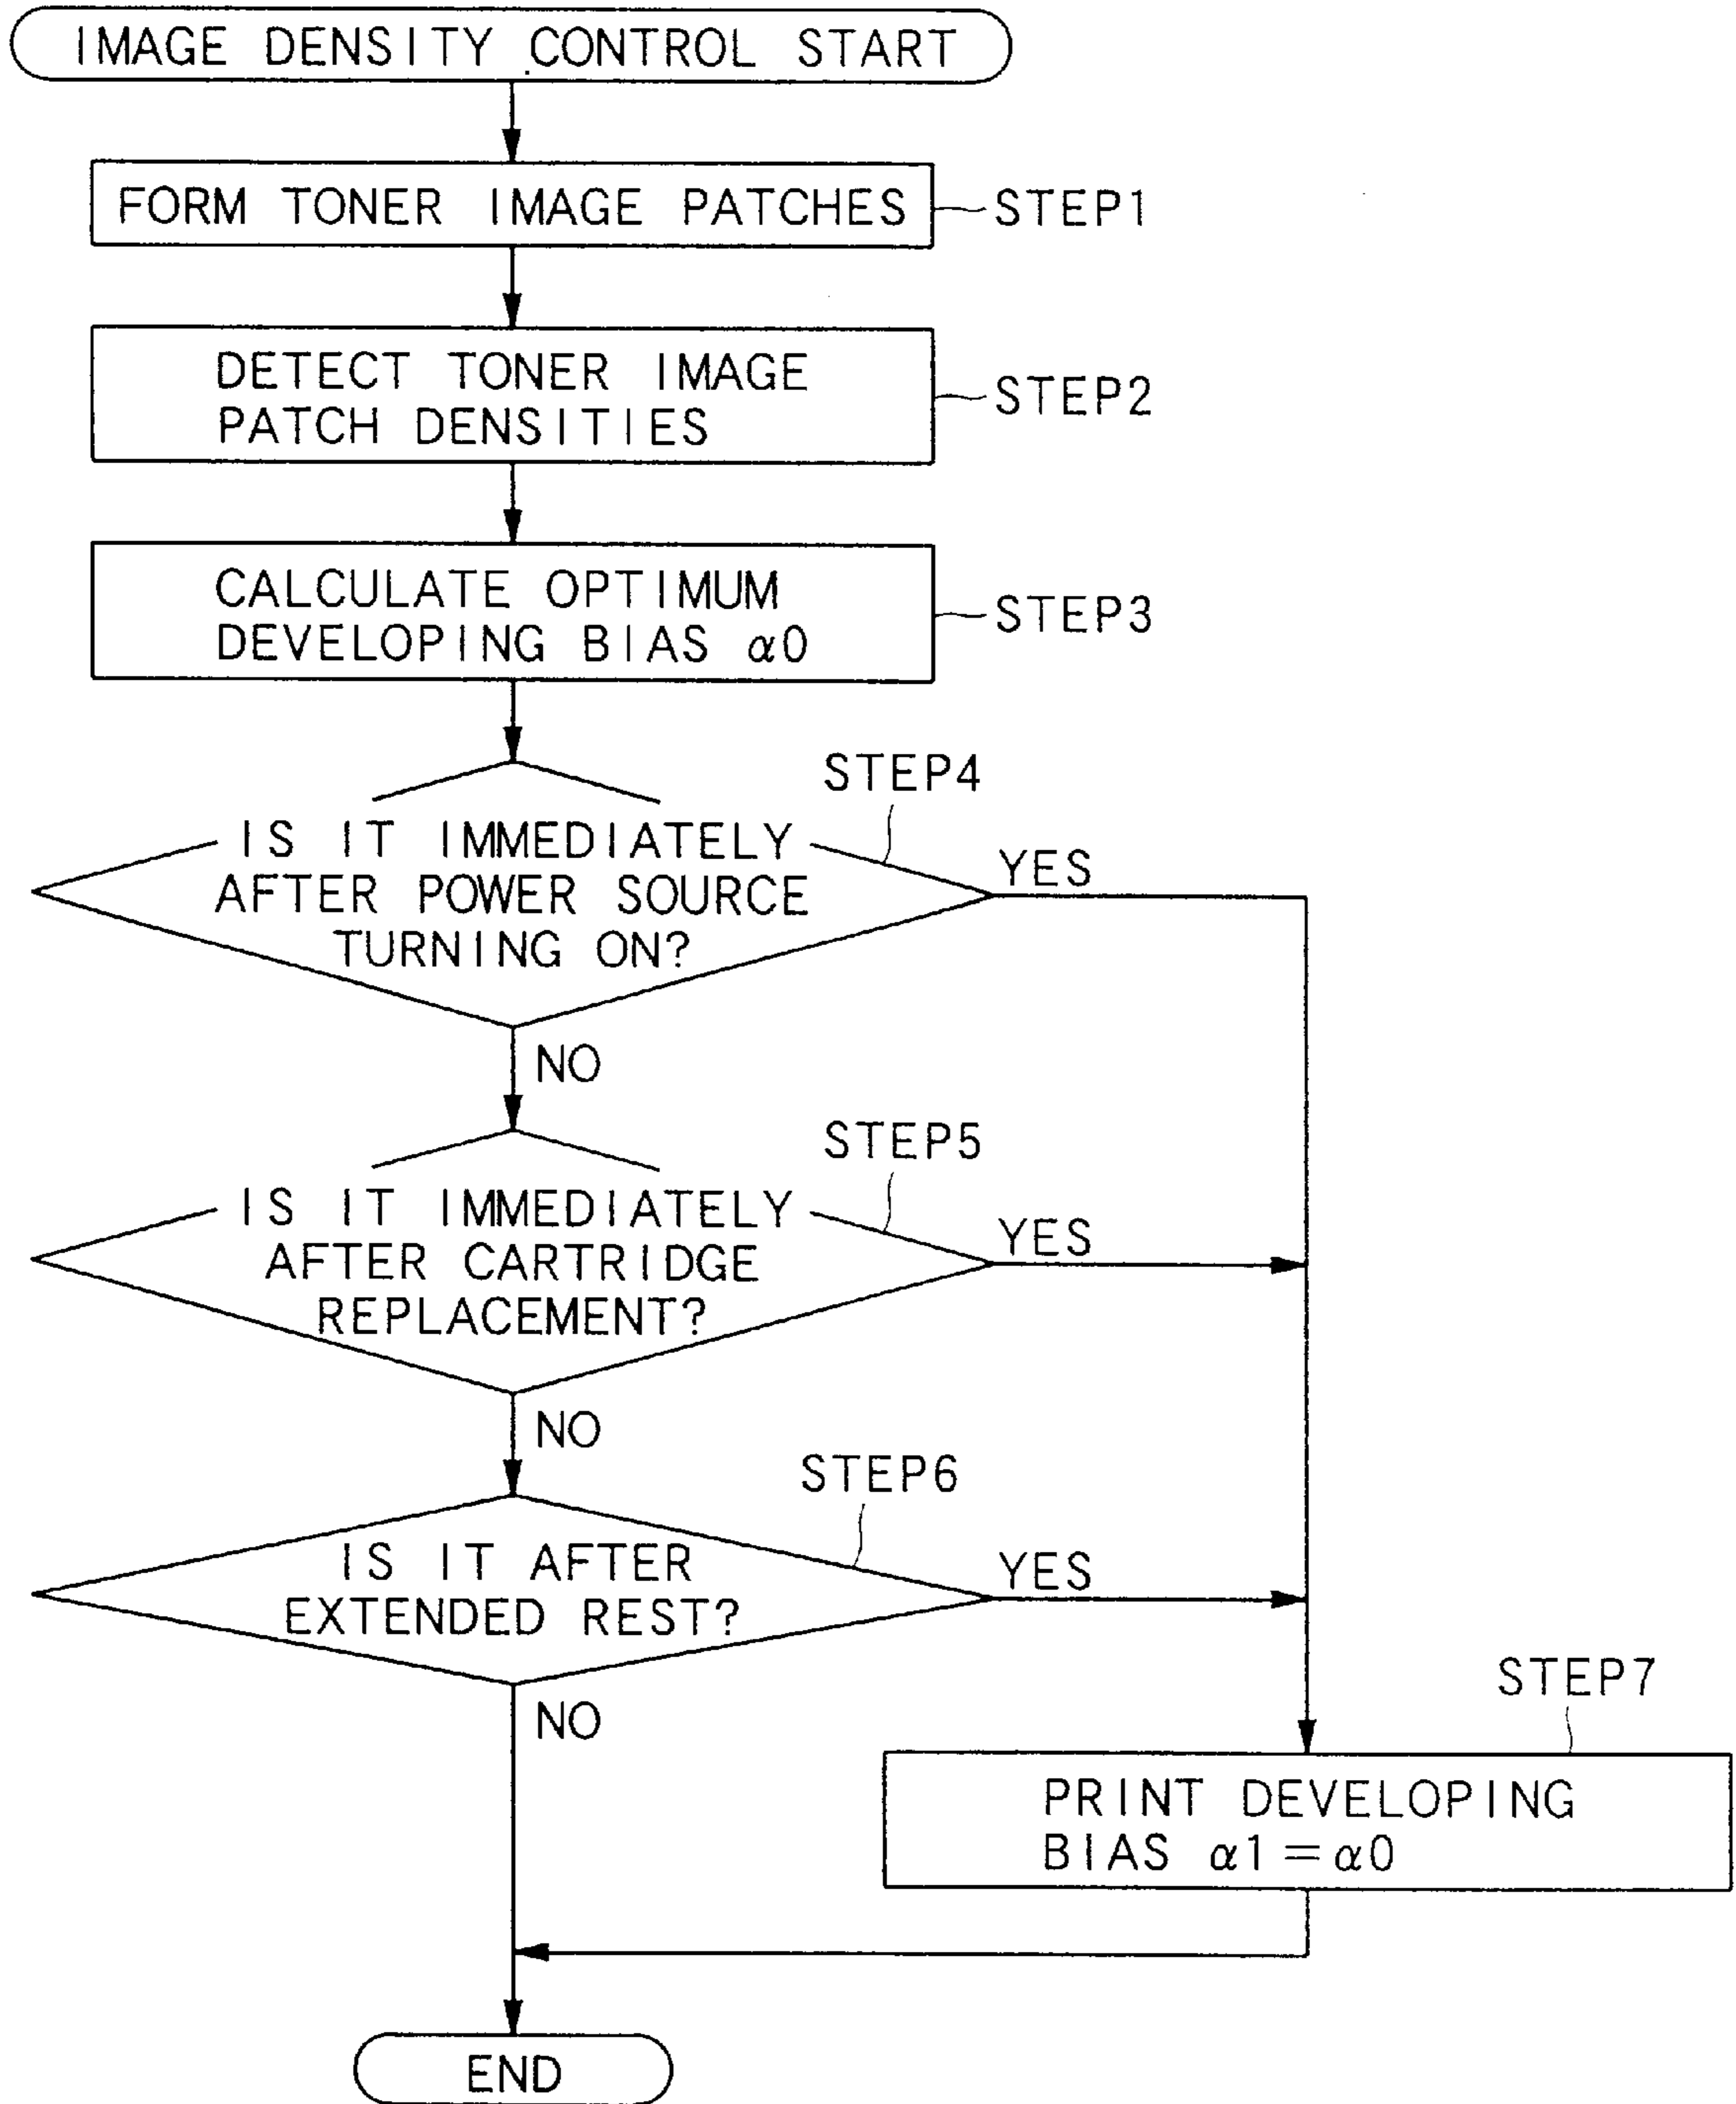 IMAGE DENSITY CONTROL START
FORM TONER IMAGE PATCHES
STEP1
DETECT TONER IMAGE
PATCH DENSITIES
STEP2
CALCULATE OPTIMUM
DEVELOPING BIAS α0
STEP3
STEP4
IS IT IMMEDIATELY
AFTER POWER SOURCE
TURNING ON?
YES
NO
STEP5
IS IT IMMEDIATELY
AFTER CARTRIDGE
REPLACEMENT?
YES
NO
STEP6
IS IT AFTER
EXTENDED REST?
YES
NO
STEP7
PRINT DEVELOPING
BIAS α1=α0
END